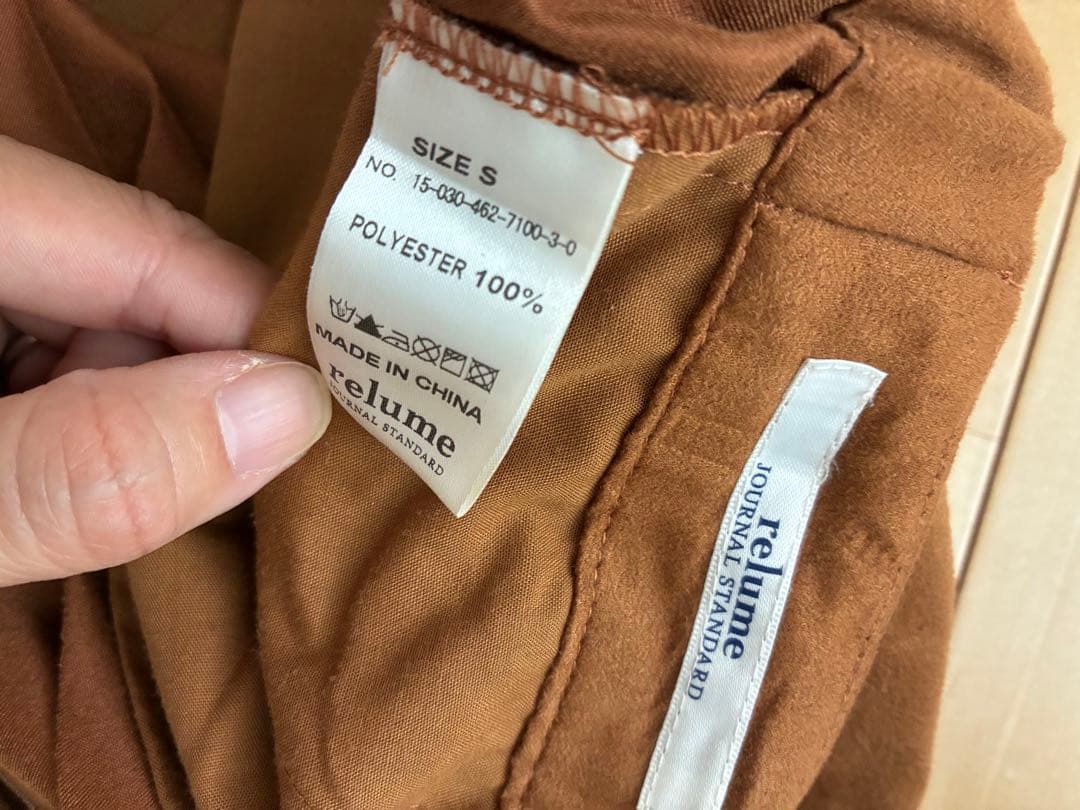 SIZE S
NO. 15-030-462-7100-3-0
POLYESTER 100%
MADE IN CHINA
relume
JOURNAL STANDARD
relume
JOURNAL STANDARD